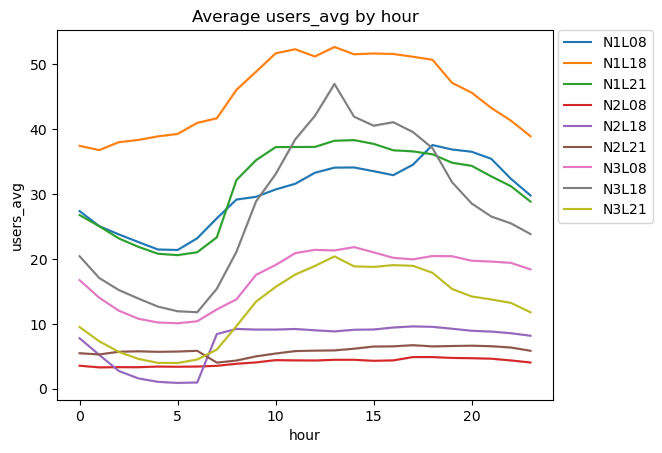 Average users_avg by hour
users_avg
50
40
30
20
10
0
0
5
10
15
20
hour
N1L08
N1L18
N1L21
N2L08
N2L18
N2L21
N3L08
N3L18
N3L21